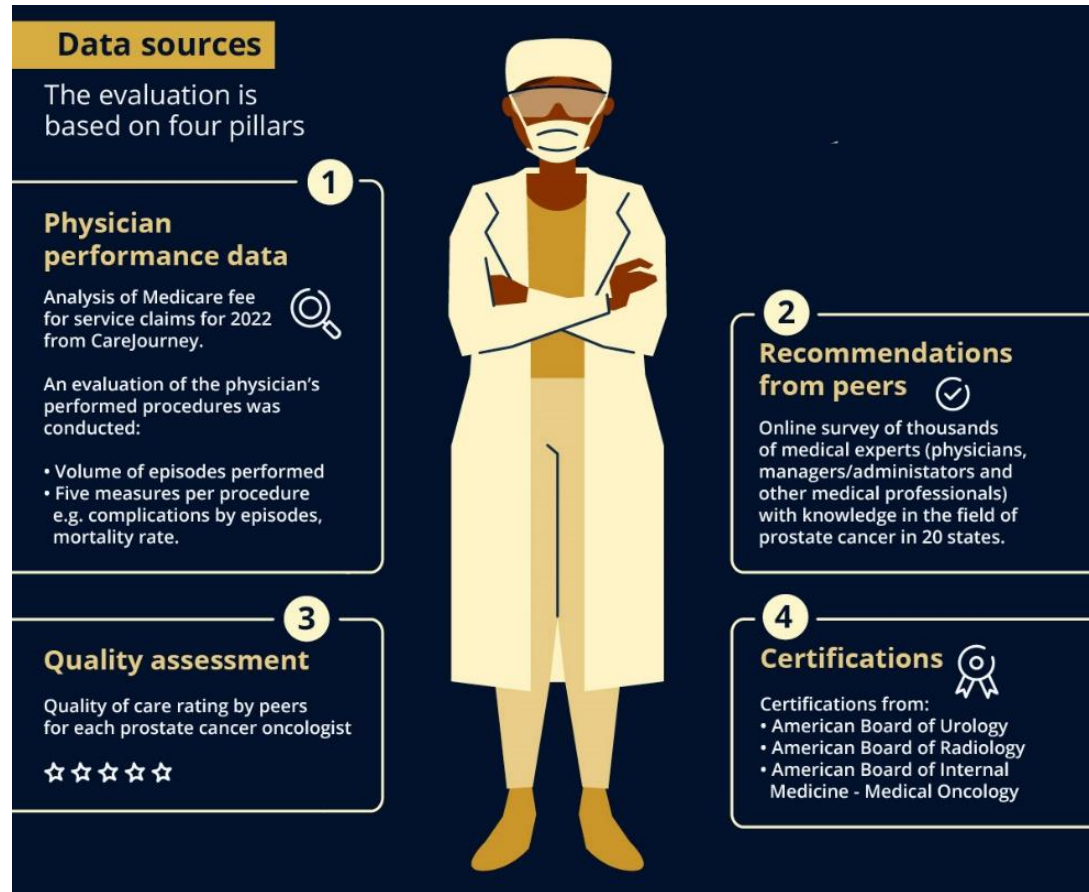 Data sources
The evaluation is
based on four pillars
1
Physician
performance data
Analysis of Medicare fee
for service claims for 2022
from CareJourney.
An evaluation of the physician’s
performed procedures was
conducted:
• Volume of episodes performed
• Five measures per procedure
e.g. complications by episodes,
mortality rate.
2
Recommendations
from peers
Online survey of thousands
of medical experts (physicians,
managers/administators and
other medical professionals)
with knowledge in the field of
prostate cancer in 20 states.
3
Quality assessment
Quality of care rating by peers
for each prostate cancer oncologist
4
Certifications
Certifications from:
• American Board of Urology
• American Board of Radiology
• American Board of Internal
Medicine - Medical Oncology